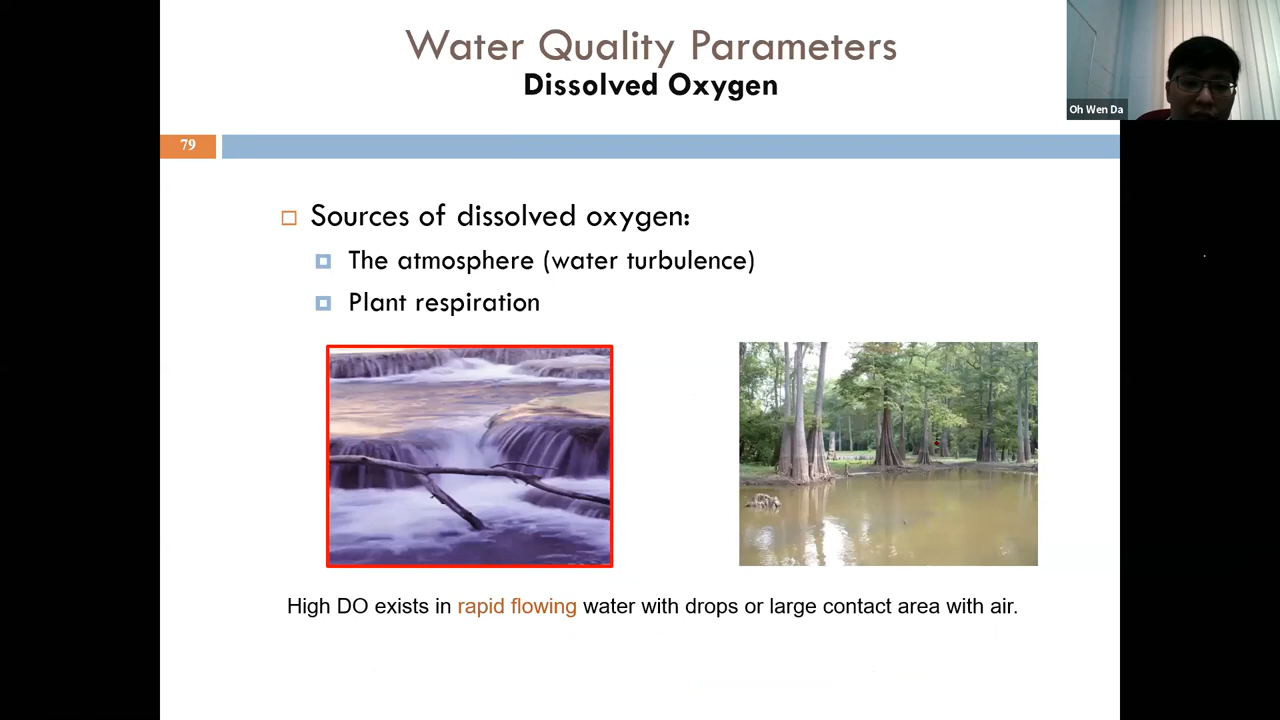 Water Quality Parameters
Dissolved Oxygen
Oh Wen Da
79
Sources of dissolved oxygen:
The atmosphere (water turbulence)
Plant respiration
High DO exists in rapid flowing water with drops or large contact area with air.